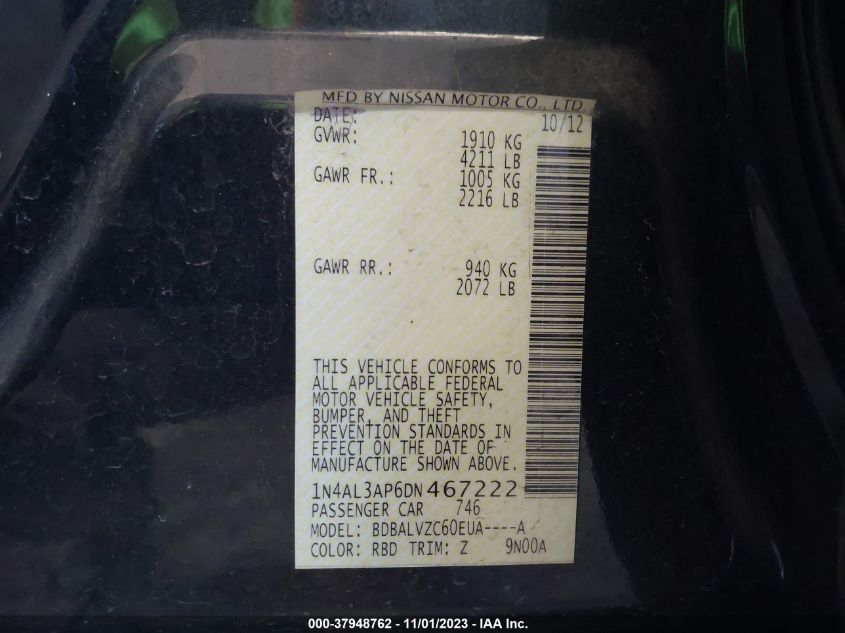 MFD BY NISSAN MOTOR CO., LTD.
DATE: 10/12
GVWR: 1910 KG
4211 LB
GAWR FR.: 1005 KG
2216 LB
GAWR RR.: 940 KG
2072 LB
THIS VEHICLE CONFORMS TO
ALL APPLICABLE FEDERAL
MOTOR VEHICLE SAFETY,
BUMPER, AND THEFT
PREVENTION STANDARDS IN
EFFECT ON THE DATE OF
MANUFACTURE SHOWN ABOVE.
1N4AL3AP6DN467222
PASSENGER CAR 746
MODEL: BDBALVZC60EUA----A
COLOR: RBD TRIM: Z 9N00A
000-37948762 — 11/01/2023 — IAA Inc.